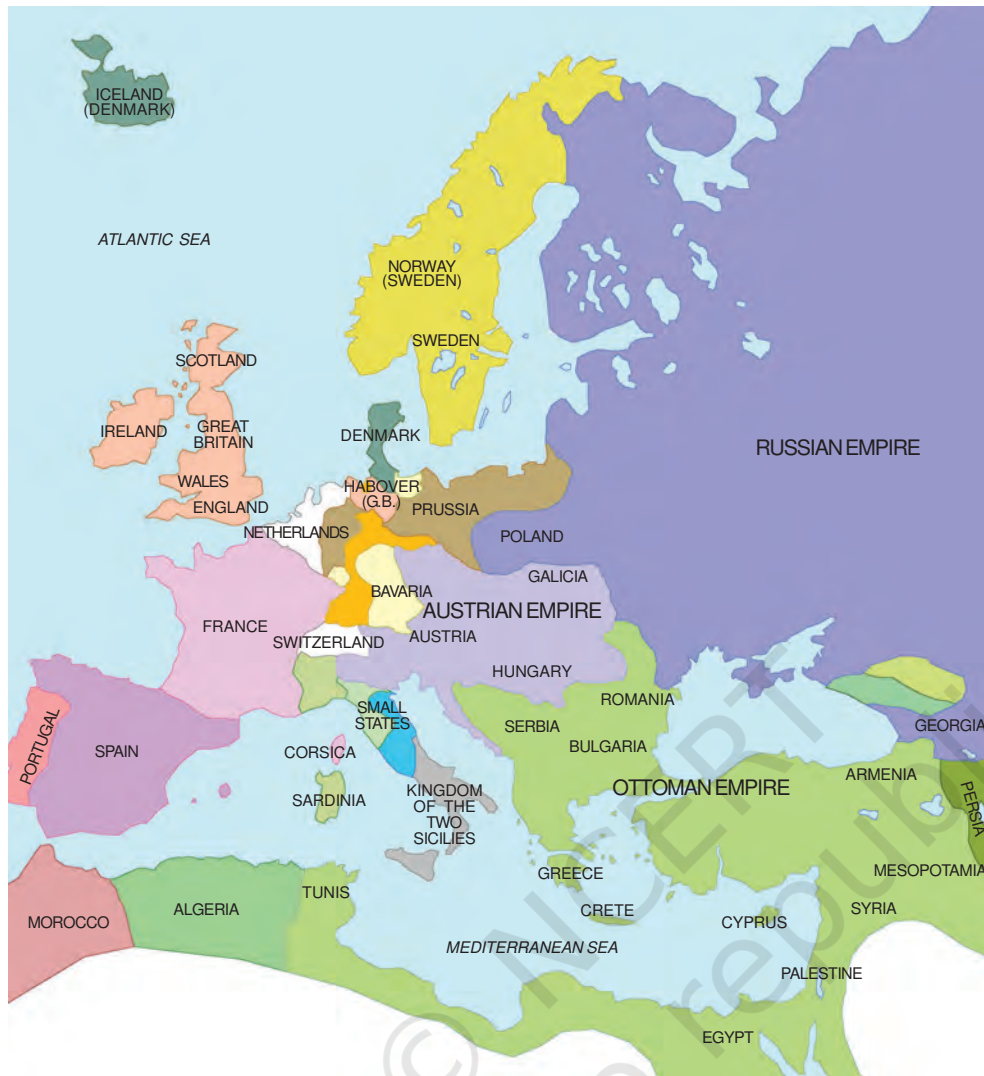 ICELAND
(DENMARK)
ATLANTIC SEA
NORWAY
(SWEDEN)
SWEDEN
SCOTLAND
IRELAND
GREAT
BRITAIN
WALES
ENGLAND
DENMARK
HABOVER
(G.B.)
PRUSSIA
NETHERLANDS
RUSSIAN EMPIRE
POLAND
GALICIA
BAVARIA
AUSTRIAN EMPIRE
FRANCE
SWITZERLAND
AUSTRIA
HUNGARY
ROMANIA
SMALL
STATES
SERBIA
BULGARIA
GEORGIA
PORTUGAL
SPAIN
CORSICA
SARDINIA
KINGDOM
OF THE
TWO
SICILIES
OTTOMAN EMPIRE
ARMENIA
PERSIA
GREECE
MESOPOTAMIA
TUNIS
ALGERIA
MOROCCO
CRETE
CYPRUS
SYRIA
MEDITERRANEAN SEA
PALESTINE
EGYPT
© NCERT
republi